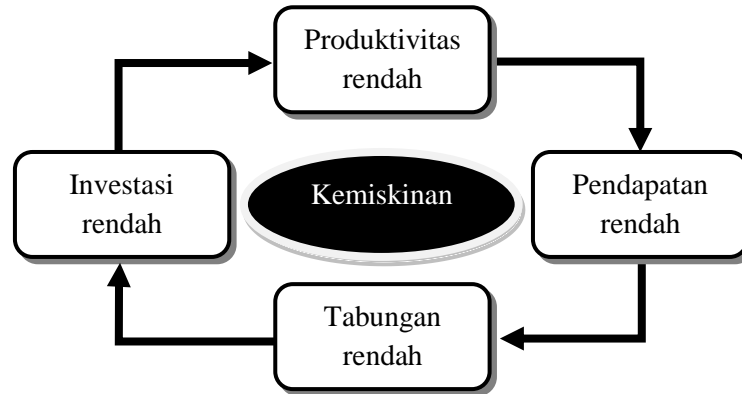 Produktivitas
rendah
Investasi
rendah
Kemiskinan
Pendapatan
rendah
Tabungan
rendah